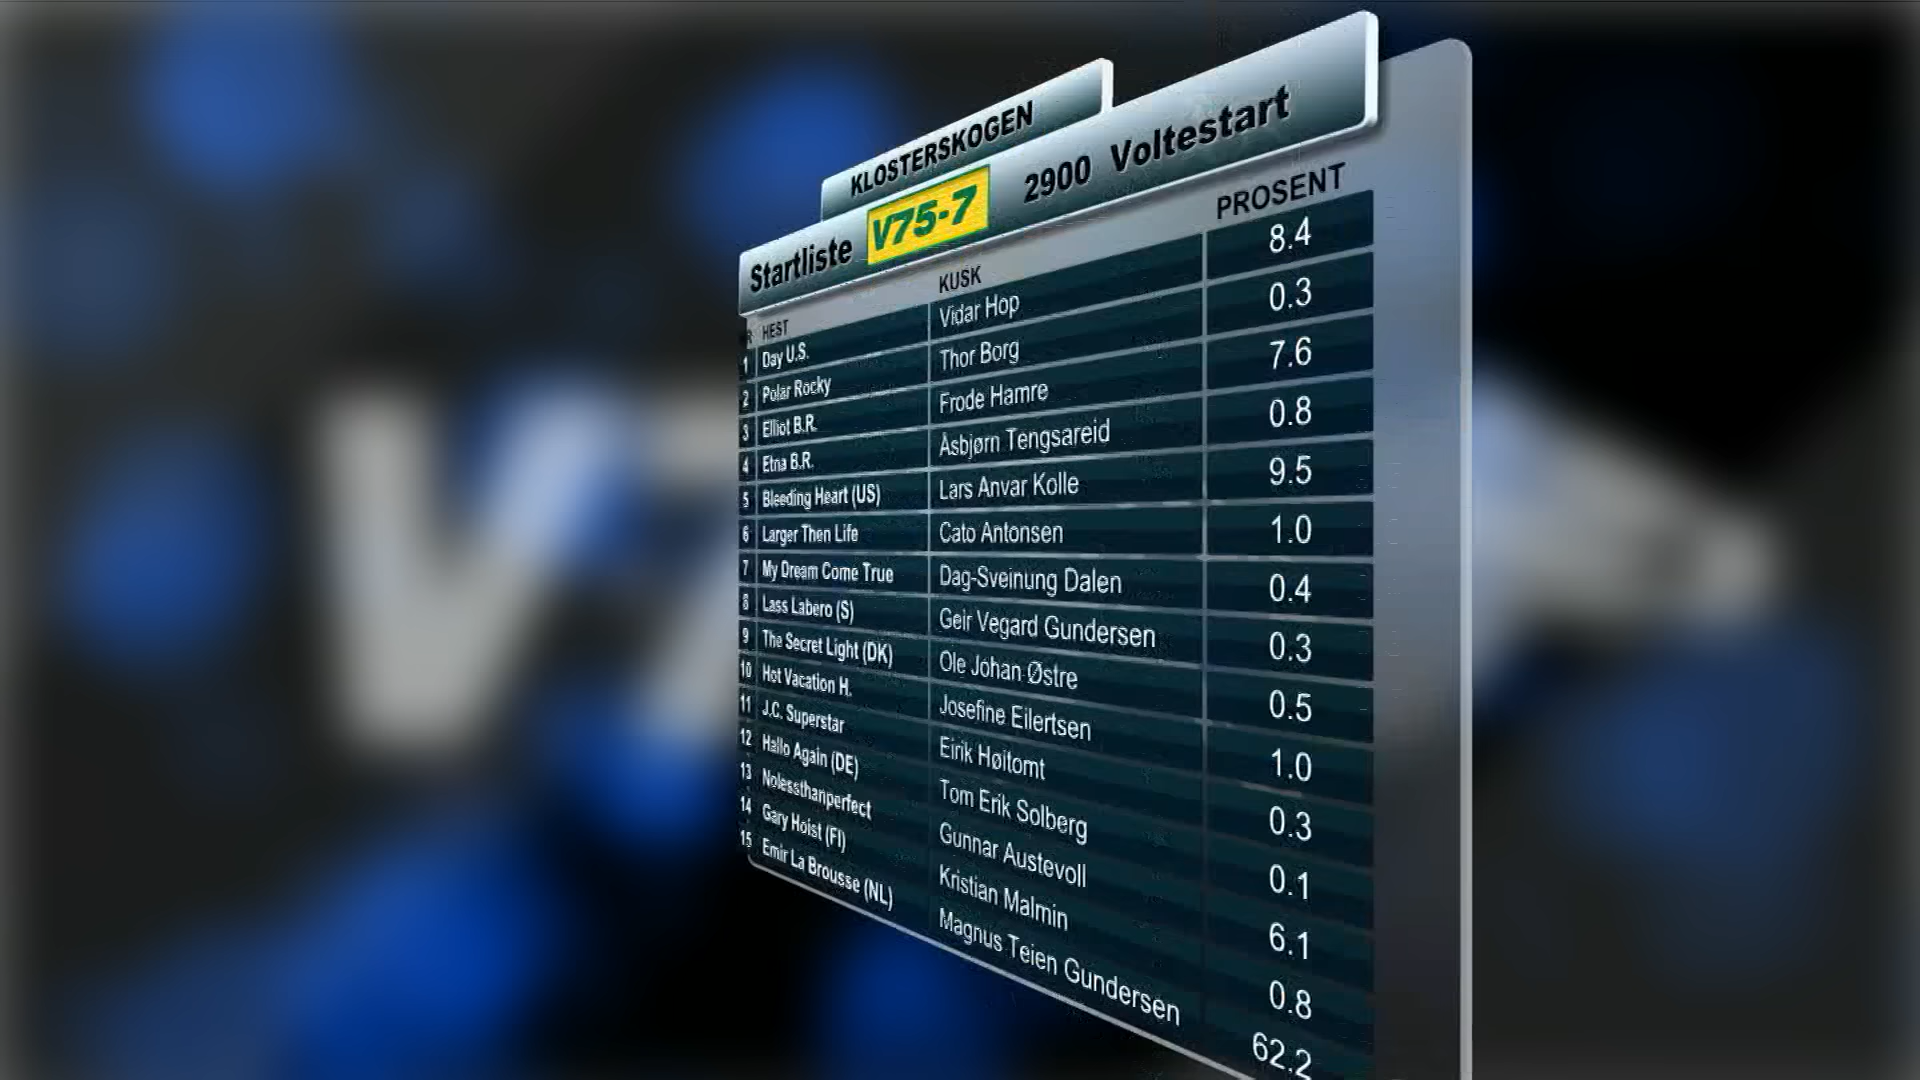 KLOSTERSKOGEN
Startliste V75-7 2900 Voltestart
HEST KUSK PROSENT
1 Day U.S. Vidar Hop 8.4
2 Polar Rocky Thor Borg 0.3
3 Elliot B.R. Frode Hamre 7.6
4 Etna B.R. Asbjørn Tengsareid 0.8
5 Bleeding Heart (US) Lars Anvar Kolle 9.5
6 Larger Then Life Cato Antonsen 1.0
7 My Dream Come True Dag-Sveinung Dalen 0.4
8 Lass Labero (S) Geir Vegard Gundersen 0.3
9 The Secret Light (DK) Ole Johan Østre 0.5
10 Hot Vacation H. Josefine Eilertsen 1.0
11 J.C. Superstar Eirik Høitomt 0.3
12 Hallo Again (DE) Tom Erik Solberg 0.1
13 Nolessthanperfect Gunnar Austevoll 6.1
14 Gary Hoist (FI) Kristian Malmin 0.8
15 Emir La Brousse (NL) Magnus Teien Gundersen 62.2